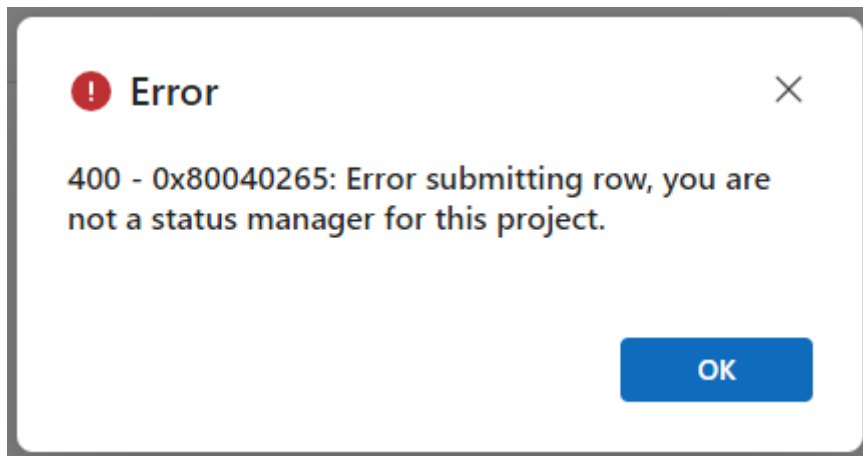 Error
400 - 0x80040265: Error submitting row, you are
not a status manager for this project.
OK